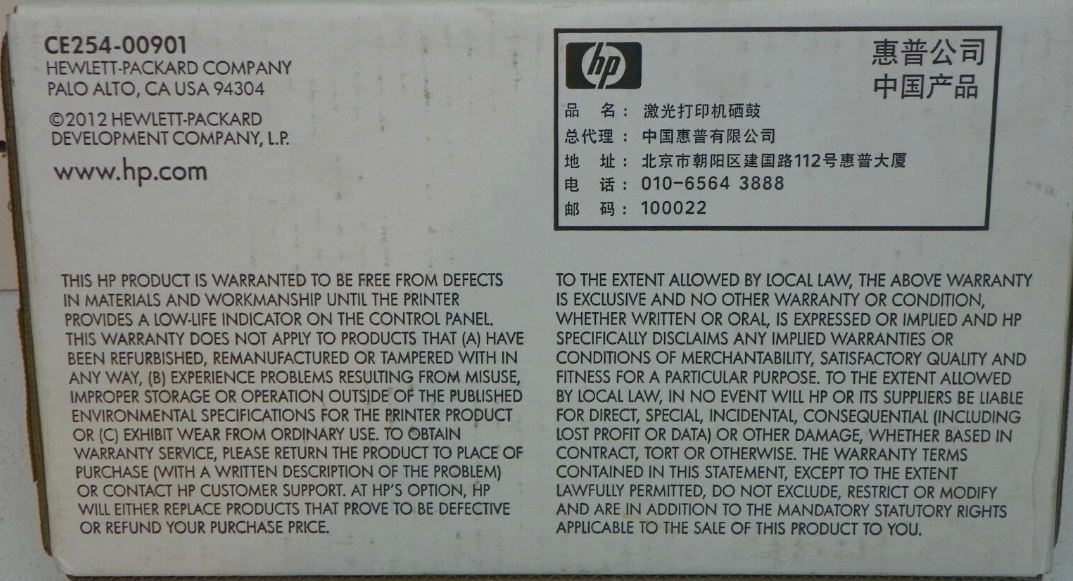 CE254-00901
HEWLETT-PACKARD COMPANY
PALO ALTO, CA USA 94304
©2012 HEWLETT-PACKARD
DEVELOPMENT COMPANY, L.P.
www.hp.com
hp
惠普公司
中国产品
品 名： 激光打印机硒鼓
总代理： 中国惠普有限公司
地 址： 北京市朝阳区建国路112号惠普大厦
电 话： 010-6564 3888
邮 码： 100022
THIS HP PRODUCT IS WARRANTED TO BE FREE FROM DEFECTS
IN MATERIALS AND WORKMANSHIP UNTIL THE PRINTER
PROVIDES A LOW-LIFE INDICATOR ON THE CONTROL PANEL.
THIS WARRANTY DOES NOT APPLY TO PRODUCTS THAT (A) HAVE
BEEN REFURBISHED, REMANUFACTURED OR TAMPERED WITH IN
ANY WAY, (B) EXPERIENCE PROBLEMS RESULTING FROM MISUSE,
IMPROPER STORAGE OR OPERATION OUTSIDE OF THE PUBLISHED
ENVIRONMENTAL SPECIFICATIONS FOR THE PRINTER PRODUCT
OR (C) EXHIBIT WEAR FROM ORDINARY USE. TO OBTAIN
WARRANTY SERVICE, PLEASE RETURN THE PRODUCT TO PLACE OF
PURCHASE (WITH A WRITTEN DESCRIPTION OF THE PROBLEM)
OR CONTACT HP CUSTOMER SUPPORT. AT HP'S OPTION, HP
WILL EITHER REPLACE PRODUCTS THAT PROVE TO BE DEFECTIVE
OR REFUND YOUR PURCHASE PRICE.
TO THE EXTENT ALLOWED BY LOCAL LAW, THE ABOVE WARRANTY
IS EXCLUSIVE AND NO OTHER WARRANTY OR CONDITION,
WHETHER WRITTEN OR ORAL, IS EXPRESSED OR IMPLIED AND HP
SPECIFICALLY DISCLAIMS ANY IMPLIED WARRANTIES OR
CONDITIONS OF MERCHANTABILITY, SATISFACTORY QUALITY AND
FITNESS FOR A PARTICULAR PURPOSE. TO THE EXTENT ALLOWED
BY LOCAL LAW, IN NO EVENT WILL HP OR ITS SUPPLIERS BE LIABLE
FOR DIRECT, SPECIAL, INCIDENTAL, CONSEQUENTIAL (INCLUDING
LOST PROFIT OR DATA) OR OTHER DAMAGE, WHETHER BASED IN
CONTRACT, TORT OR OTHERWISE. THE WARRANTY TERMS
CONTAINED IN THIS STATEMENT, EXCEPT TO THE EXTENT
LAWFULLY PERMITTED, DO NOT EXCLUDE, RESTRICT OR MODIFY
AND ARE IN ADDITION TO THE MANDATORY STATUTORY RIGHTS
APPLICABLE TO THE SALE OF THIS PRODUCT TO YOU.